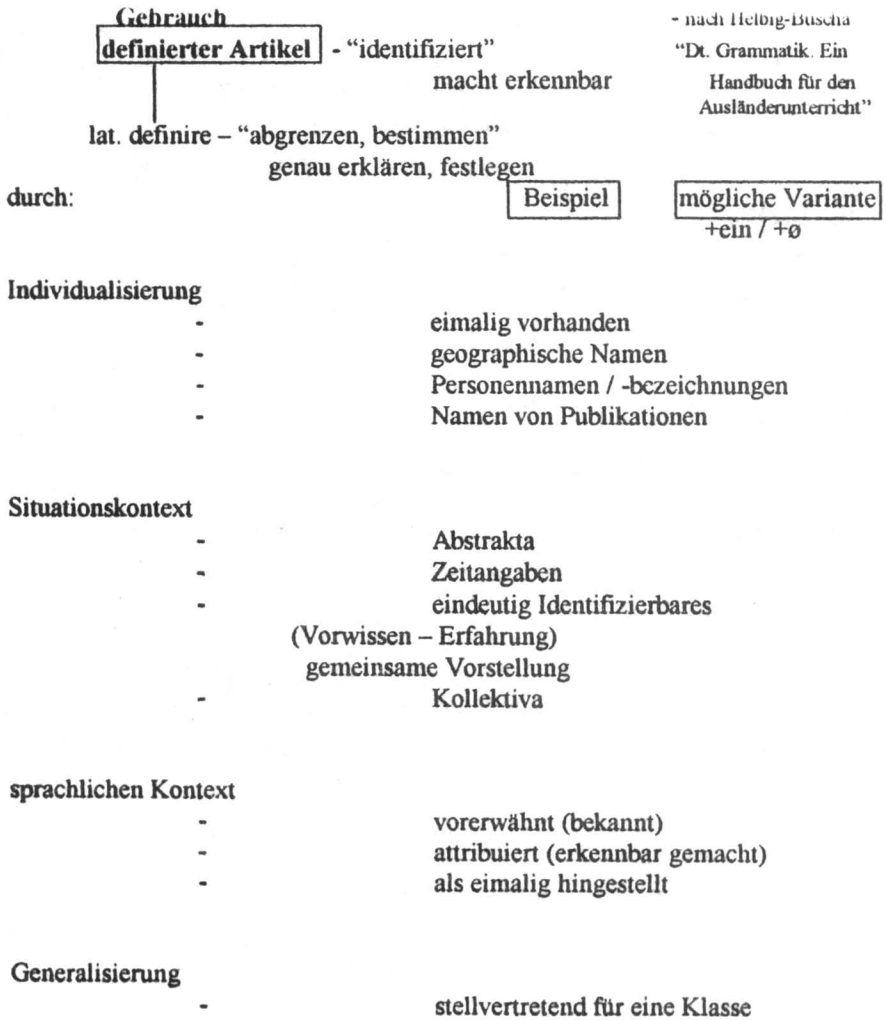 Gebrauch
- nach Helbig-Buscha
definierter Artikel - “identifiziert”
“Dt. Grammatik. Ein
macht erkennbar
Handbuch für den
Ausländerunterricht”
lat. definire – “abgrenzen, bestimmen”
genau erklären, festlegen
durch:
Beispiel
mögliche Variante
+ein / +ø
Individualisierung
- eimalig vorhanden
- geographische Namen
- Personennamen / -bezeichnungen
- Namen von Publikationen
Situationskontext
- Abstrakta
- Zeitangaben
- eindeutig Identifizierbares
(Vorwissen – Erfahrung)
gemeinsame Vorstellung
- Kollektiva
sprachlichen Kontext
- vorerwähnt (bekannt)
- attribuiert (erkennbar gemacht)
- als eimalig hingestellt
Generalisierung
- stellvertretend für eine Klasse